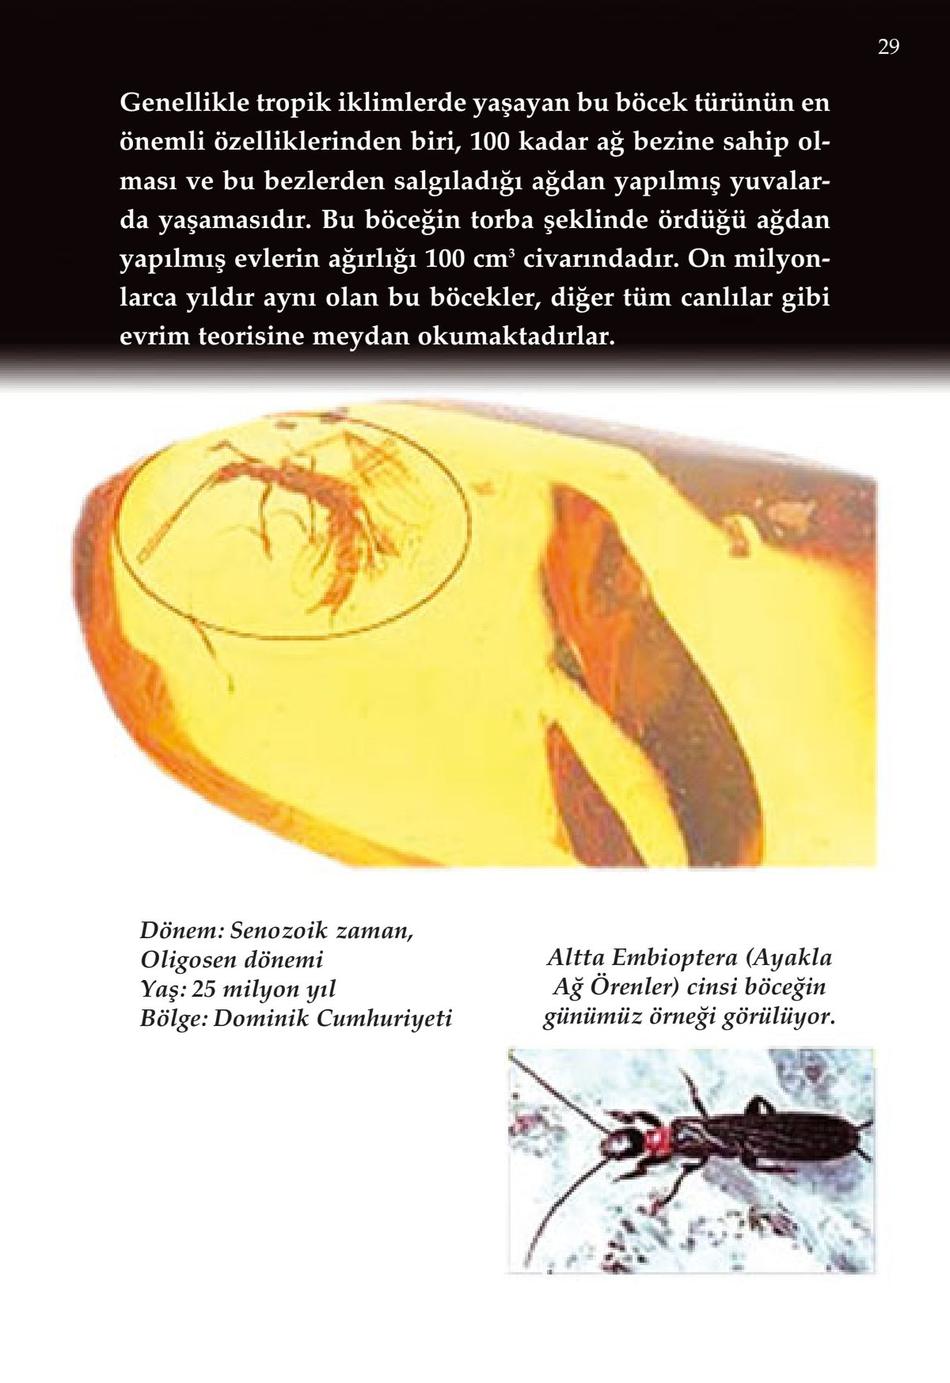 29
Genellikle tropik iklimlerde yaşayan bu böcek türünün en
önemli özelliklerinden biri, 100 kadar ağ bezine sahip ol-
ması ve bu bezlerden salgıladığı ağdan yapılmış yuvalar-
da yaşamasıdır. Bu böceğin torba şeklinde ördüğü ağdan
yapılmış evlerin ağırlığı 100 cm³ civarındadır. On milyon-
larca yıldır aynı olan bu böcekler, diğer tüm canlılar gibi
evrim teorisine meydan okumaktadırlar.
Dönem: Senozoik zaman,
Oligosen dönemi
Yaş: 25 milyon yıl
Bölge: Dominik Cumhuriyeti
Altta Embioptera (Ayakla
Ağ Örenler) cinsi böceğin
günümüz örneği görülüyor.